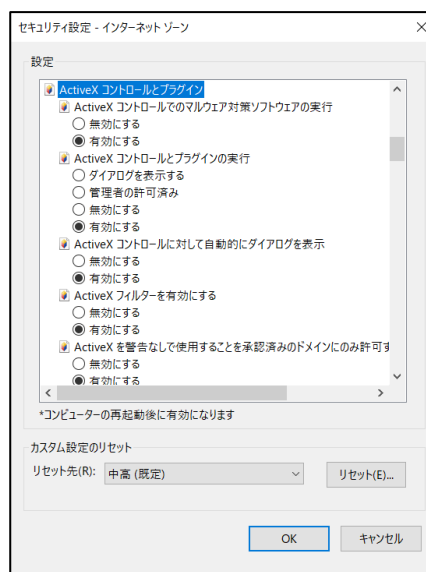 セキュリティ設定 - インターネット ゾーン
設定
ActiveX コントロールとプラグイン
ActiveX コントロールでのマルウェア対策ソフトウェアの実行
無効にする
有効にする
ActiveX コントロールとプラグインの実行
ダイアログを表示する
管理者の許可済み
無効にする
有効にする
ActiveX コントロールに対して自動的にダイアログを表示
無効にする
有効にする
ActiveX フィルターを有効にする
無効にする
有効にする
ActiveX を警告なしで使用することを承認済みのドメインにのみ許可す
無効にする
有効にする
*コンピューターの再起動後に有効になります
カスタム設定のリセット
リセット先(R): 中高 (既定) リセット(E)...
OK キャンセル